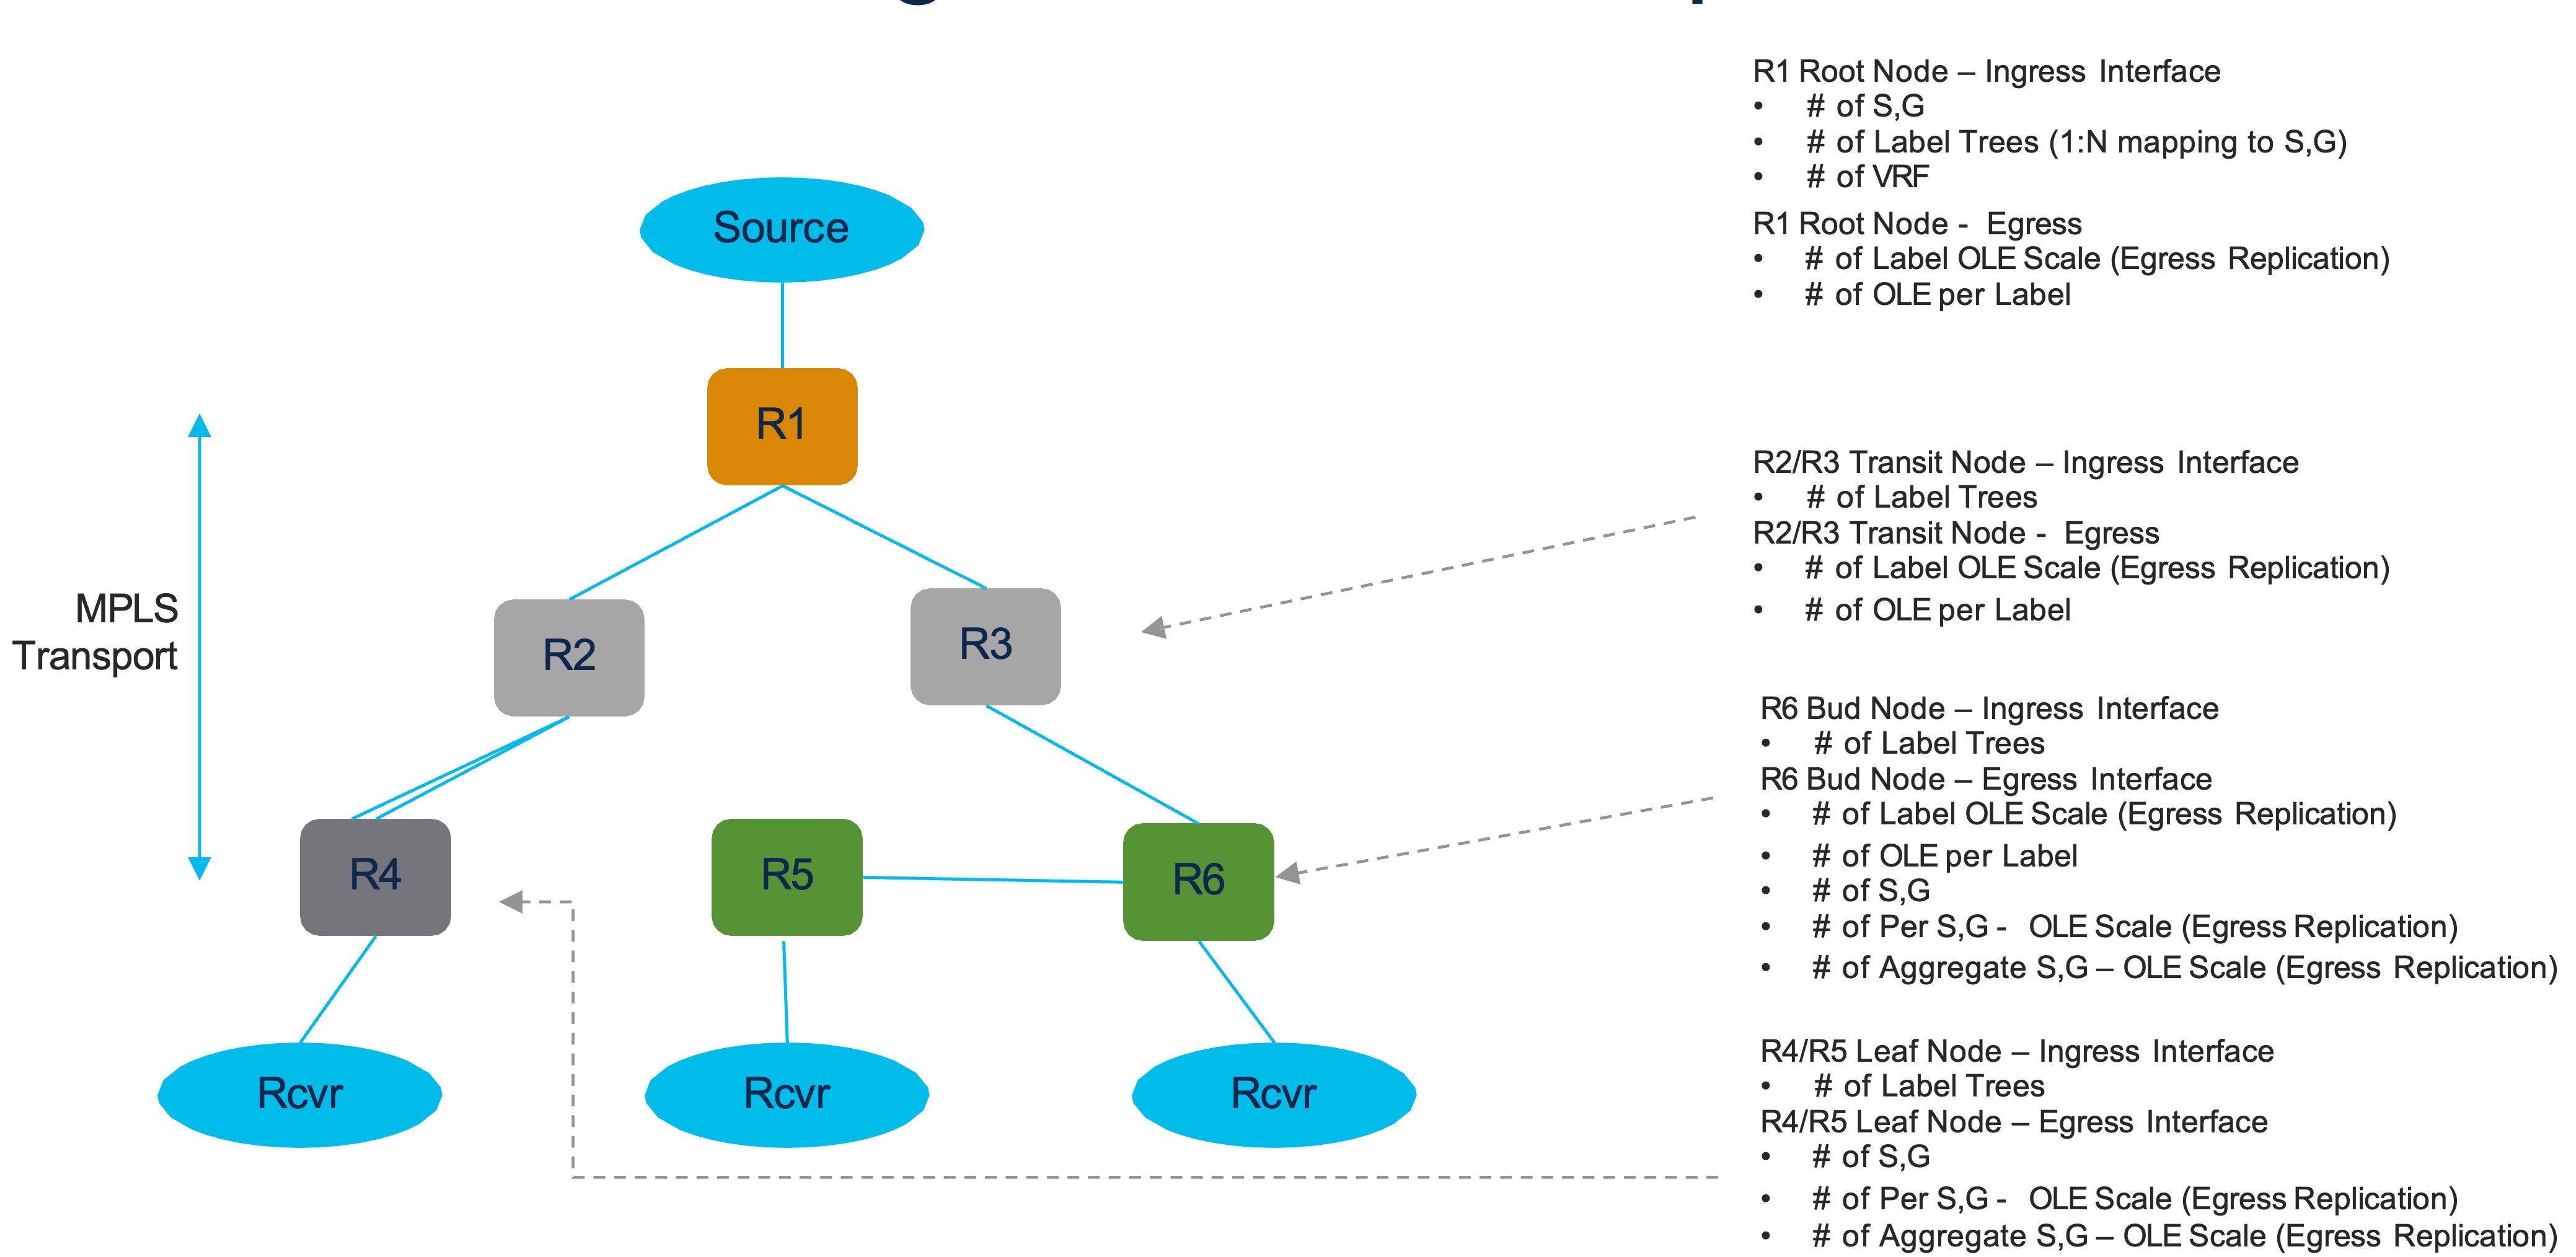 Source
R1
R2
R3
MPLS
Transport
R4
R5
R6
Rcvr
Rcvr
Rcvr
R1 Root Node – Ingress Interface
• # of S,G
• # of Label Trees (1:N mapping to S,G)
• # of VRF
R1 Root Node - Egress
• # of Label OLE Scale (Egress Replication)
• # of OLE per Label
R2/R3 Transit Node – Ingress Interface
• # of Label Trees
R2/R3 Transit Node - Egress
• # of Label OLE Scale (Egress Replication)
• # of OLE per Label
R6 Bud Node – Ingress Interface
• # of Label Trees
R6 Bud Node – Egress Interface
• # of Label OLE Scale (Egress Replication)
• # of OLE per Label
• # of S,G
• # of Per S,G - OLE Scale (Egress Replication)
• # of Aggregate S,G – OLE Scale (Egress Replication)
R4/R5 Leaf Node – Ingress Interface
• # of Label Trees
R4/R5 Leaf Node – Egress Interface
• # of S,G
• # of Per S,G - OLE Scale (Egress Replication)
• # of Aggregate S,G – OLE Scale (Egress Replication)